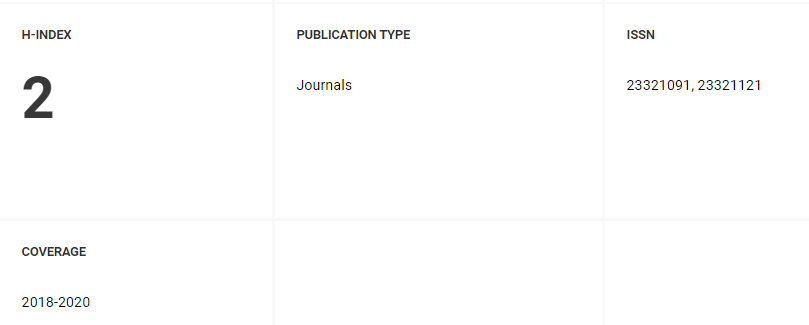 H-INDEX
2
PUBLICATION TYPE
Journals
ISSN
23321091, 23321121
COVERAGE
2018-2020